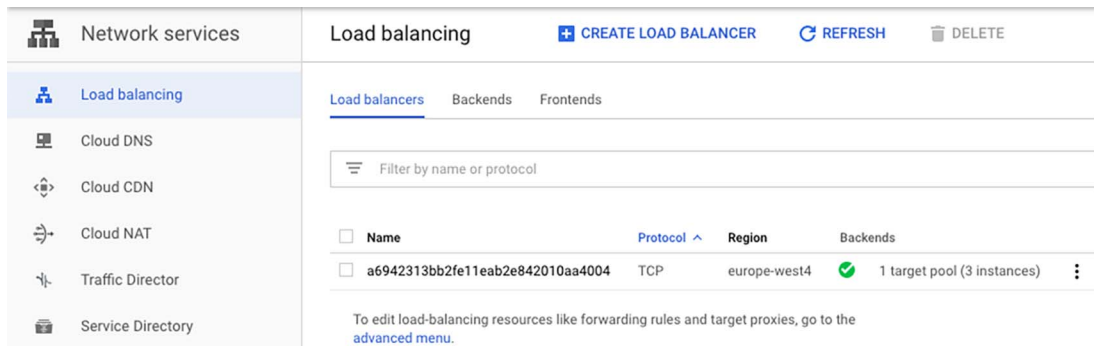 Network services
Load balancing
CREATE LOAD BALANCER
REFRESH
DELETE
Load balancing
Cloud DNS
Cloud CDN
Cloud NAT
Traffic Director
Service Directory
Load balancers Backends Frontends
Filter by name or protocol
Name Protocol Region Backends
a6942313bb2fe11eab2e842010aa4004 TCP europe-west4 1 target pool (3 instances)
To edit load-balancing resources like forwarding rules and target proxies, go to the
advanced menu.